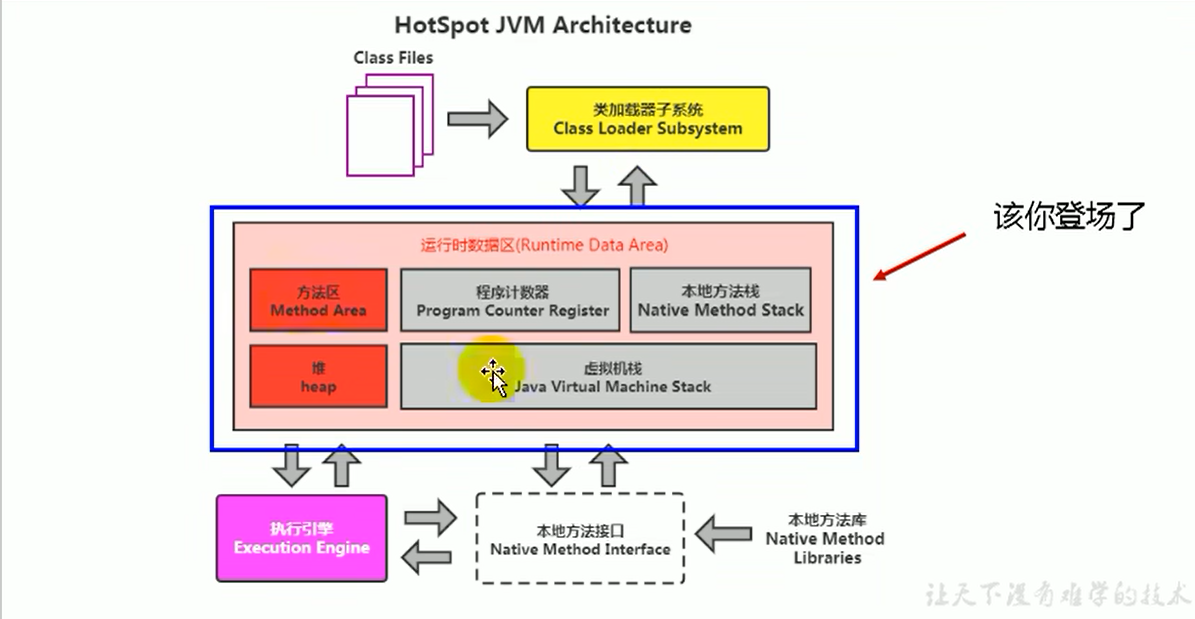 HotSpot JVM Architecture
Class Files
类加载器子系统
Class Loader Subsystem
该你登场了
运行时数据区(Runtime Data Area)
方法区
Method Area
程序计数器
Program Counter Register
本地方法栈
Native Method Stack
堆
heap
虚拟机栈
Java Virtual Machine Stack
执行引擎
Execution Engine
本地方法接口
Native Method Interface
本地方法库
Native Method
Libraries
让天下没有难学的技术